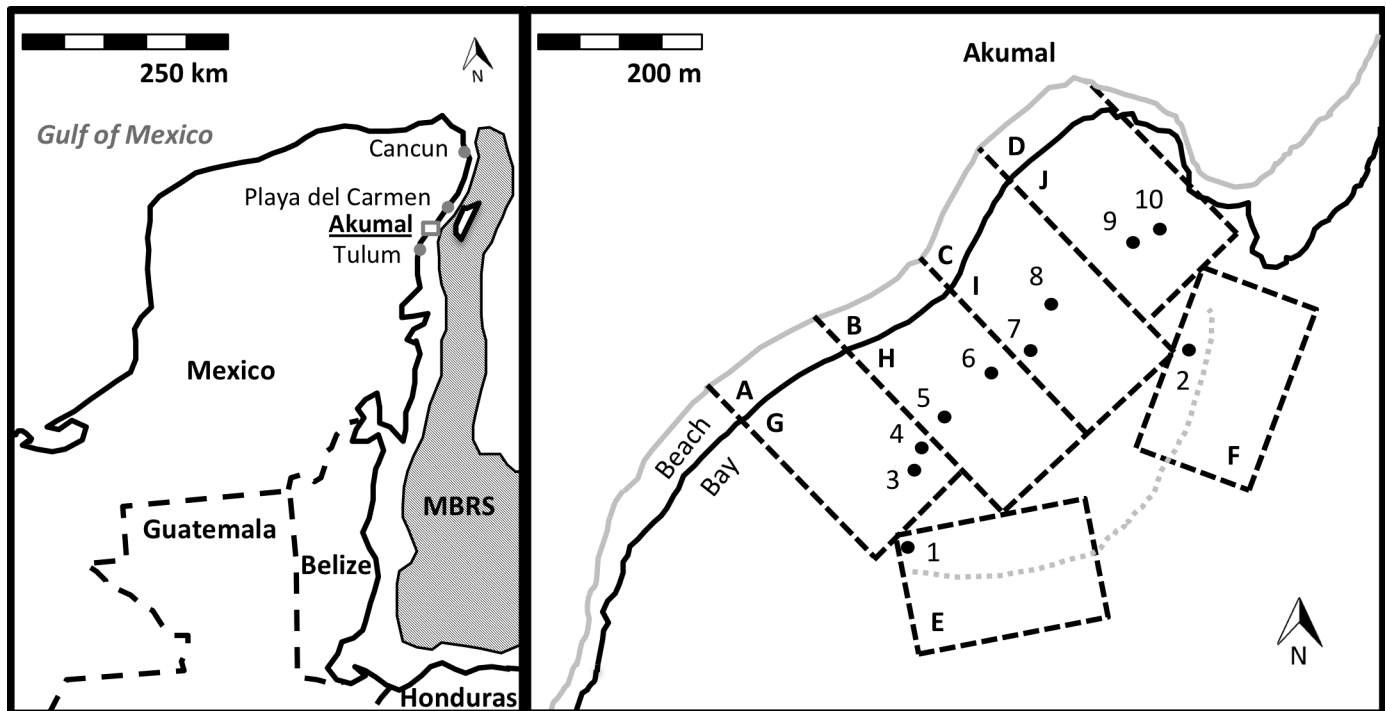 250 km
N
Gulf of Mexico
Cancun
Playa del Carmen
Akumal
Tulum
Mexico
MBRS
Guatemala
Belize
Honduras
200 m
Akumal
D
J
10
9
C
I
8
B
7
H
6
2
A
5
G
4
Beach
Bay
3
F
1
E
N